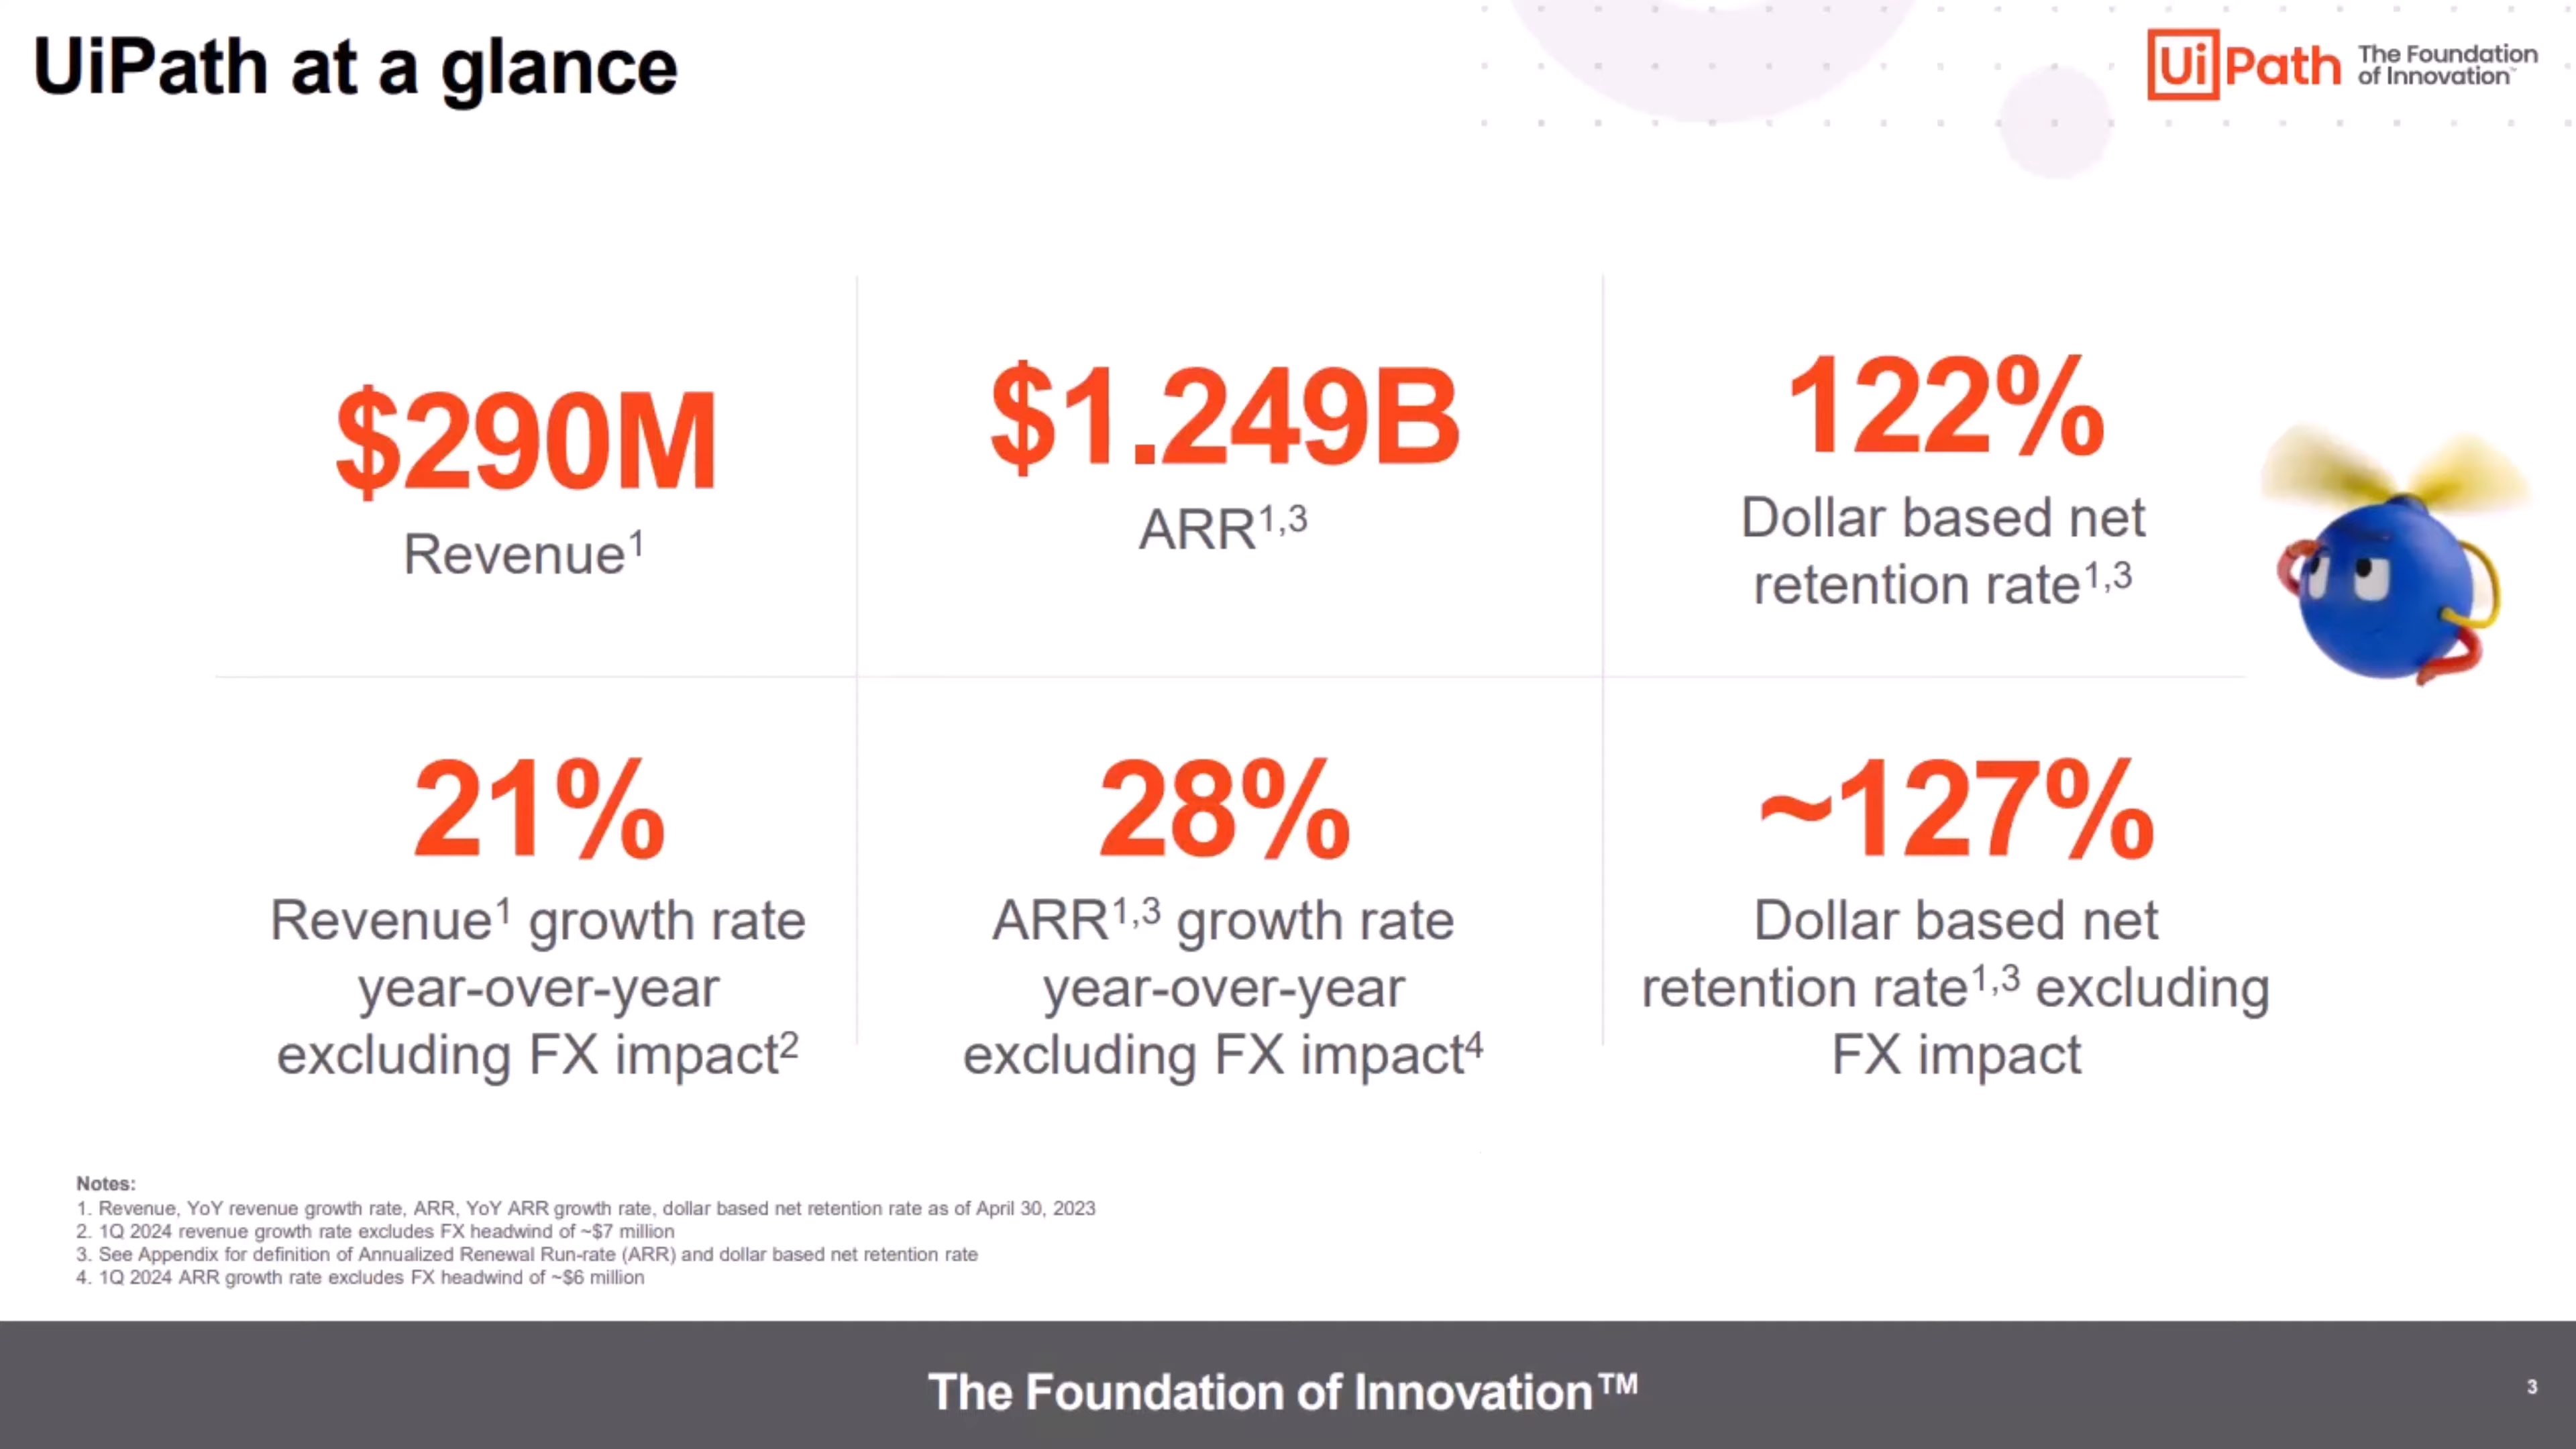 UiPath at a glance
UiPath The Foundation
of Innovation™
$290M
Revenue¹
$1.249B
ARR¹,³
122%
Dollar based net
retention rate¹,³
21%
Revenue¹ growth rate
year-over-year
excluding FX impact²
28%
ARR¹,³ growth rate
year-over-year
excluding FX impact⁴
~127%
Dollar based net
retention rate¹,³ excluding
FX impact
Notes:
1. Revenue, YoY revenue growth rate, ARR, YoY ARR growth rate, dollar based net retention rate as of April 30, 2023
2. 1Q 2024 revenue growth rate excludes FX headwind of ~$7 million
3. See Appendix for definition of Annualized Renewal Run-rate (ARR) and dollar based net retention rate
4. 1Q 2024 ARR growth rate excludes FX headwind of ~$6 million
The Foundation of Innovation™
3